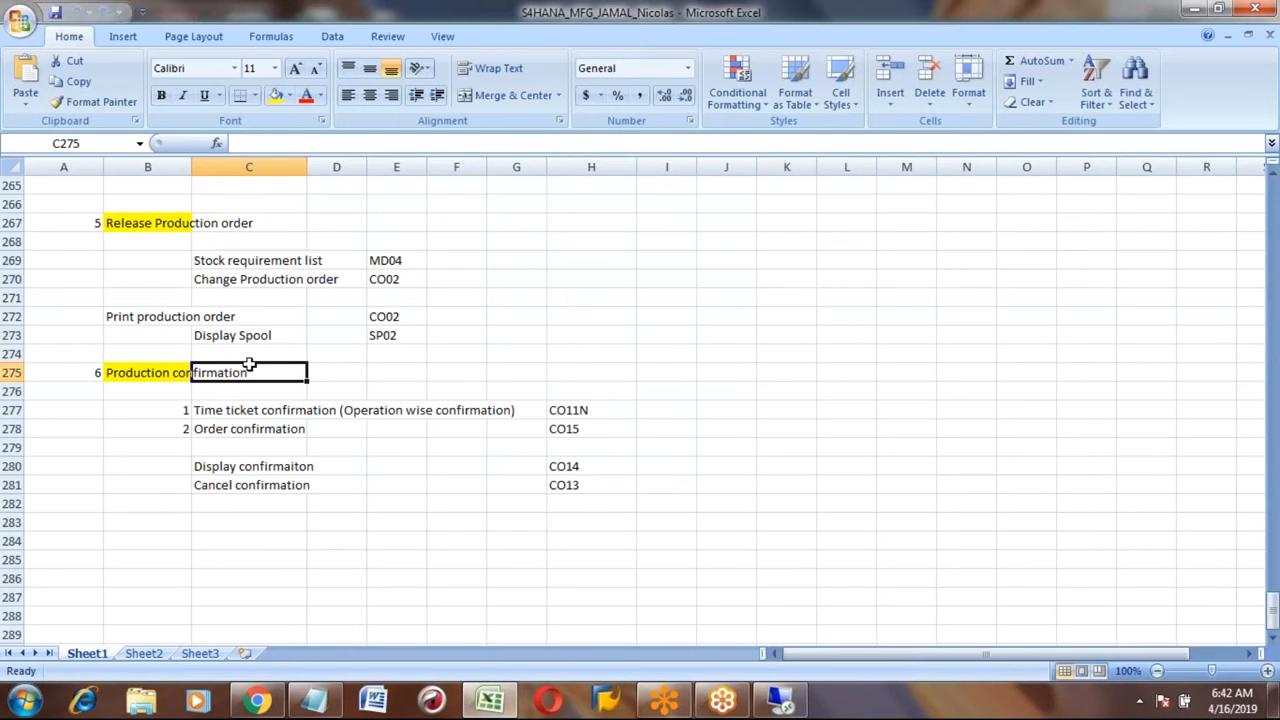 S4HANA_MFG_JAMAL_Nicolas - Microsoft Excel
Home Insert Page Layout Formulas Data Review View
Paste
Cut
Copy
Format Painter
Clipboard
Calibri 11
B I U
Font
Wrap Text
Merge & Center
Alignment
General
$ % ,
Number
Conditional Formatting
Format as Table
Cell Styles
Styles
Insert
Delete
Format
Cells
AutoSum
Fill
Clear
Sort & Filter
Find & Select
Editing
C275
fx
A B C D E F G H I J K L M N O P Q R
265
266
267 5 Release Production order
268
269 Stock requirement list MD04
270 Change Production order CO02
271
272 Print production order CO02
273 Display Spool SP02
274
275 6 Production confirmation
276
277 1 Time ticket confirmation (Operation wise confirmation) CO11N
278 2 Order confirmation CO15
279
280 Display confirmaiton CO14
281 Cancel confirmation CO13
282
283
284
285
286
287
288
289
Sheet1 Sheet2 Sheet3
Ready 100%
6:42 AM
4/16/2019